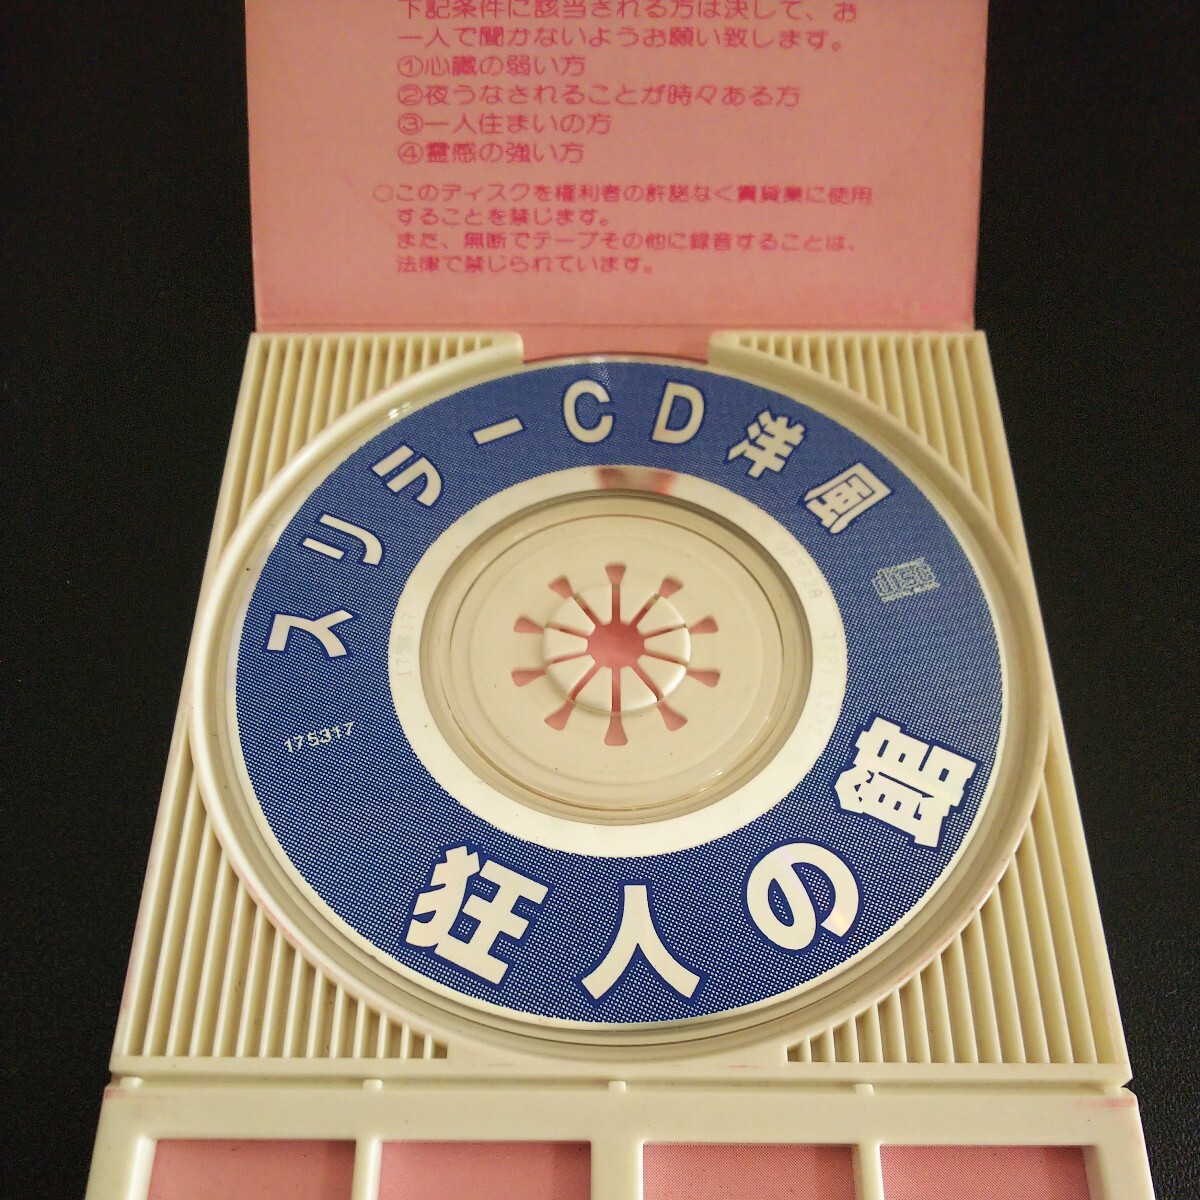 下記条件に該当される方は決して、お
一人で聞かないようお願い致します。
①心臓の弱い方
②夜うなされることが時々ある方
③一人住まいの方
④霊感の強い方
○このディスクを権利者の許諾なく賃貸業に使用
することを禁じます。
また、無断でテープその他に録音することは、
法律で禁じられています。
スリラーCD洋風
disc
175317
狂人の館